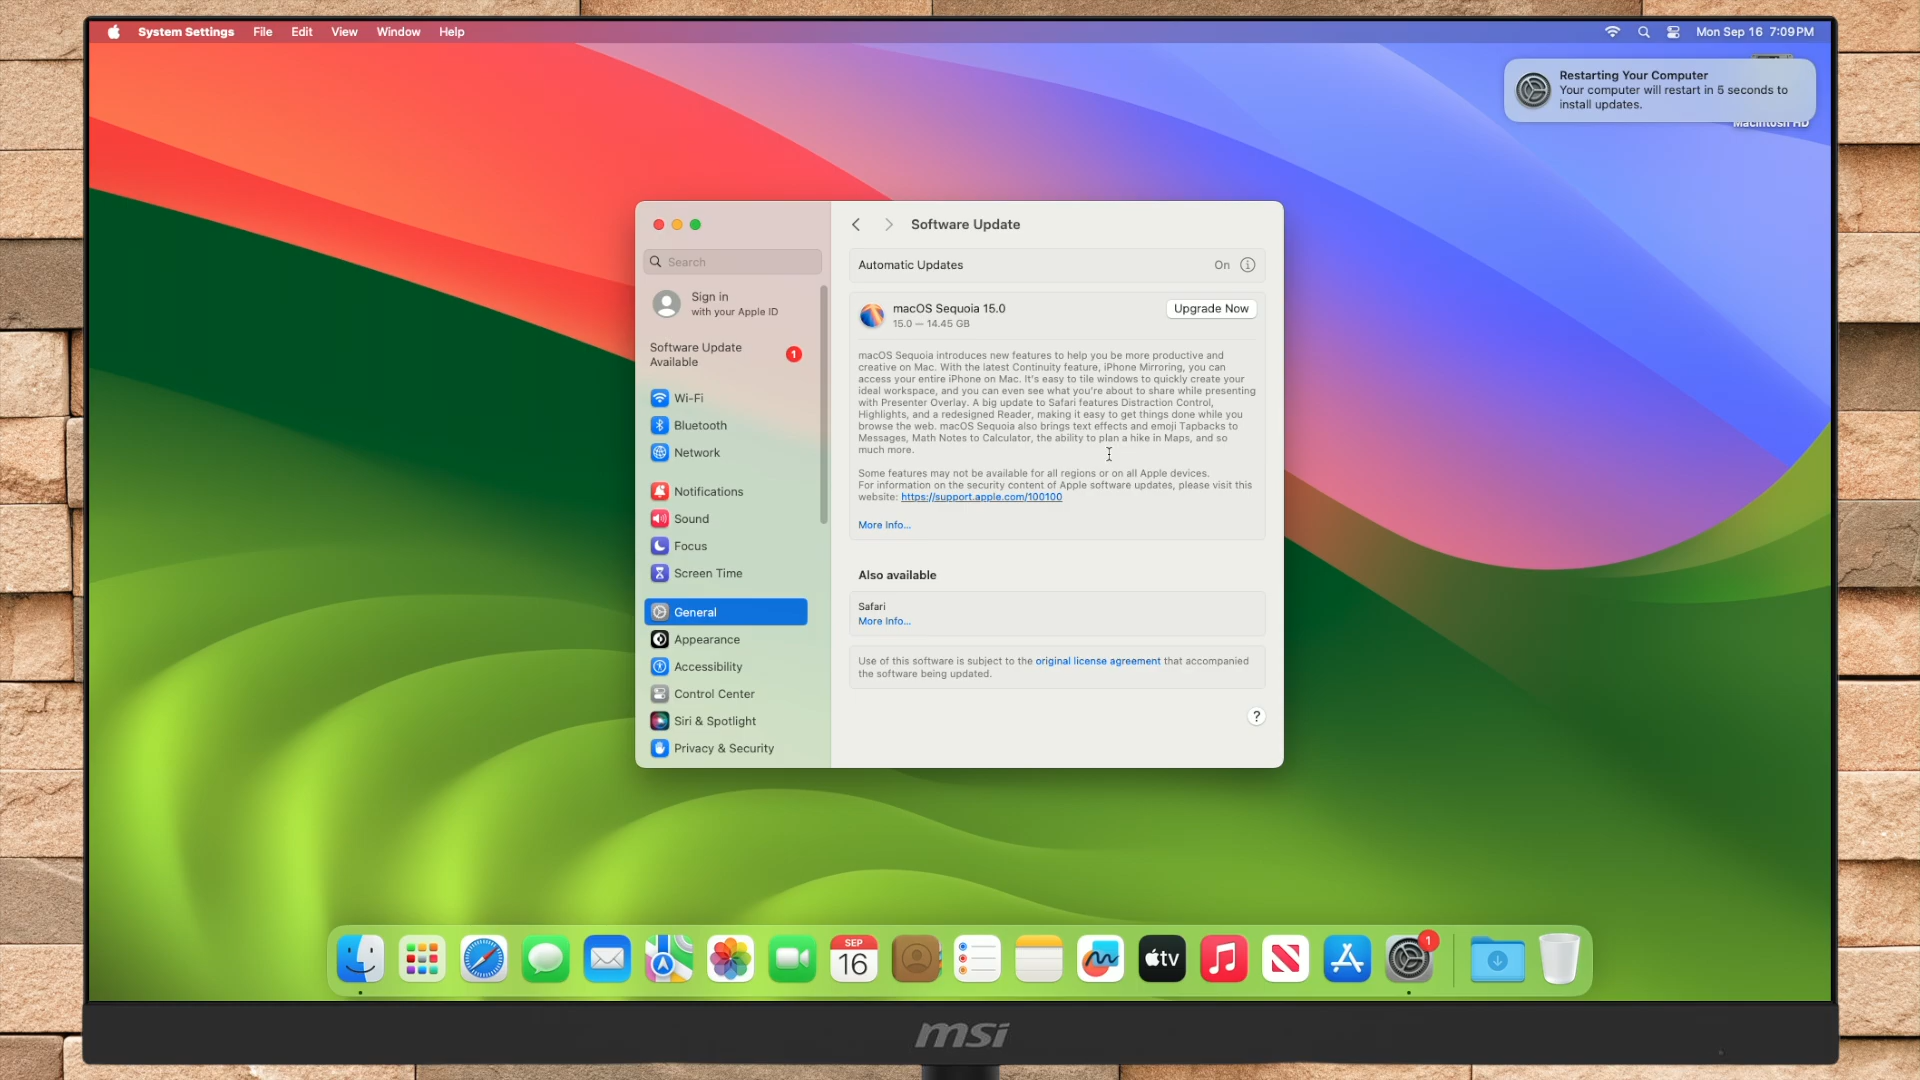 System Settings File Edit View Window Help
Mon Sep 16 7:09 PM
Restarting Your Computer
Your computer will restart in 5 seconds to
install updates.
Macintosh HD
Software Update
Search
Sign in
with your Apple ID
Software Update
Available
1
Wi-Fi
Bluetooth
Network
Notifications
Sound
Focus
Screen Time
General
Appearance
Accessibility
Control Center
Siri & Spotlight
Privacy & Security
Automatic Updates
On
macOS Sequoia 15.0
15.0 — 14.45 GB
Upgrade Now
macOS Sequoia introduces new features to help you be more productive and
creative on Mac. With the latest Continuity feature, iPhone Mirroring, you can
access your entire iPhone on Mac. It's easy to tile windows to quickly create your
ideal workspace, and you can even see what you're about to share while presenting
with Presenter Overlay. A big update to Safari features Distraction Control,
Highlights, and a redesigned Reader, making it easy to get things done while you
browse the web. macOS Sequoia also brings text effects and emoji Tapbacks to
Messages, Math Notes to Calculator, the ability to plan a hike in Maps, and so
much more.
Some features may not be available for all regions or on all Apple devices.
For information on the security content of Apple software updates, please visit this
website: https://support.apple.com/100100
More Info...
Also available
Safari
More Info...
Use of this software is subject to the original license agreement that accompanied
the software being updated.
?
SEP
16
tv
1
msi